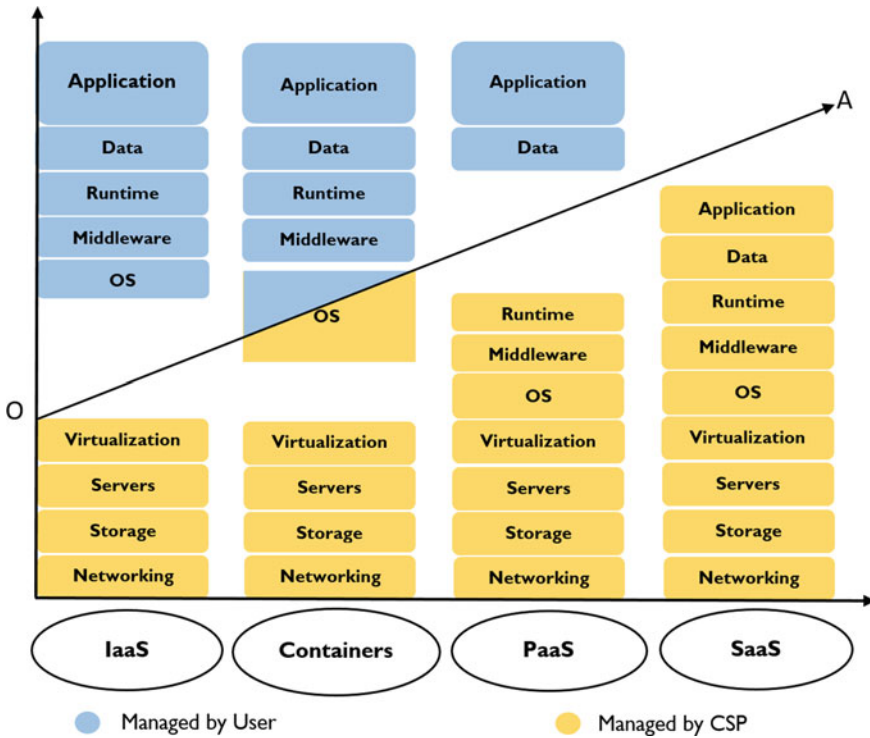 Application
Data
Runtime
Middleware
OS
Virtualization
Servers
Storage
Networking
IaaS
Application
Data
Runtime
Middleware
OS
Virtualization
Servers
Storage
Networking
Containers
Application
Data
Runtime
Middleware
OS
Virtualization
Servers
Storage
Networking
PaaS
Application
Data
Runtime
Middleware
OS
Virtualization
Servers
Storage
Networking
SaaS
O
A
Managed by User
Managed by CSP